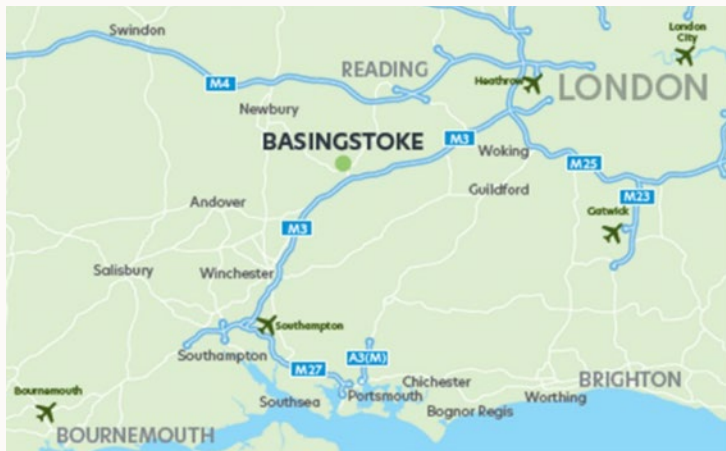 Swindon
London
City
READING
M4
Heathrow
LONDON
Newbury
BASINGSTOKE
M3
Woking
M25
Guildford
M23
Andover
Gatwick
M3
Salisbury
Winchester
Southampton
Southampton
A3(M)
M27
Chichester
BRIGHTON
Bournemouth
Southsea
Portsmouth
Worthing
Bognor Regis
BOURNEMOUTH